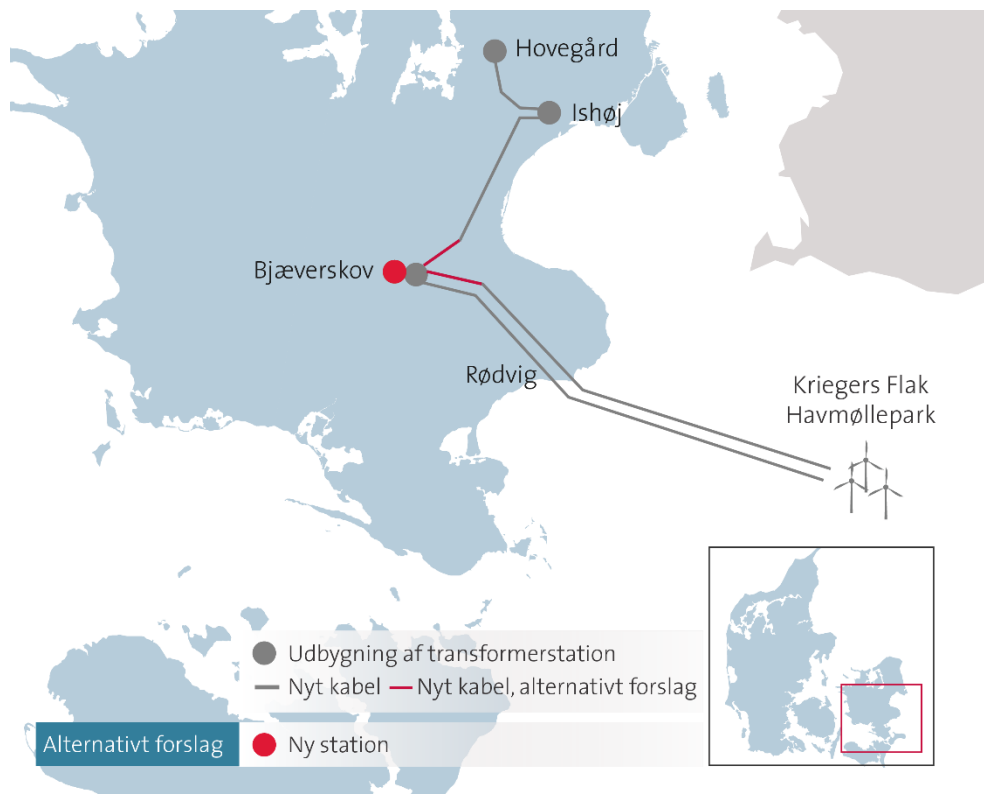 Hovegård
Ishøj
Bjæverskov
Rødvig
Kriegers Flak
Havmøllepark
Udbygning af transformerstation
Nyt kabel
Nyt kabel, alternativt forslag
Alternativt forslag
Ny station